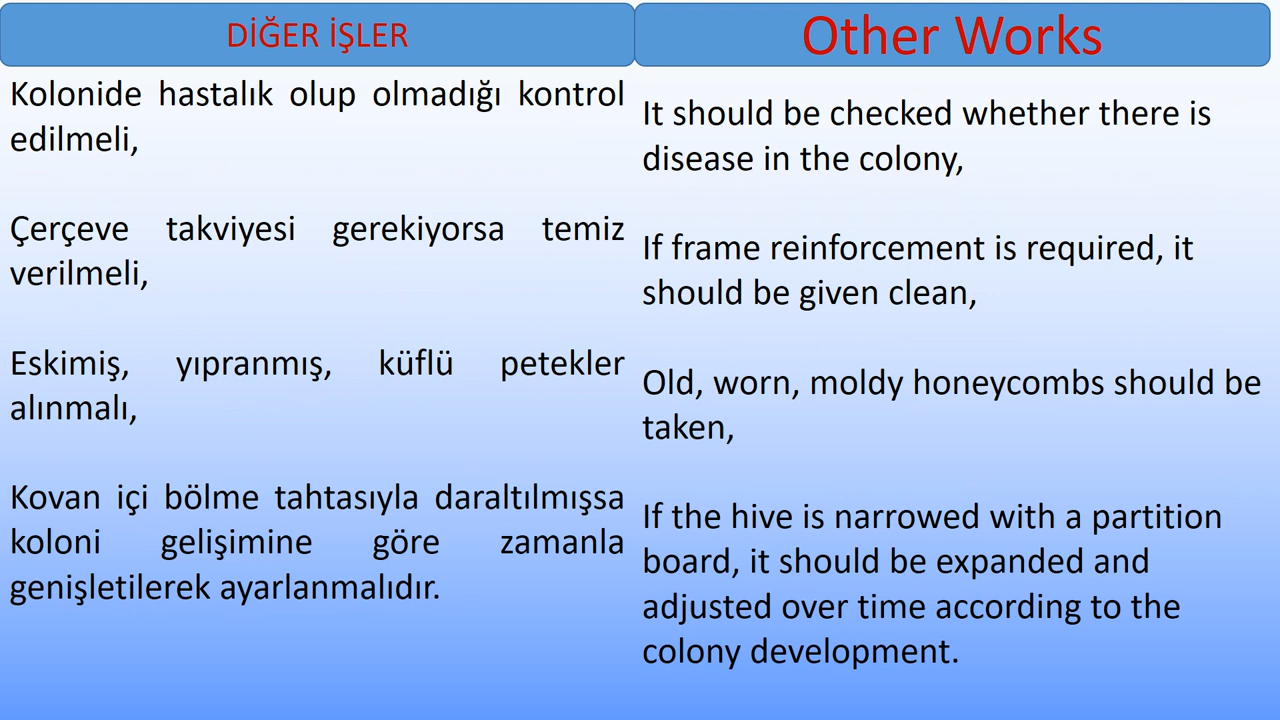 DİĞER İŞLER
Kolonide hastalık olup olmadığı kontrol
edilmeli,
Çerçeve takviyesi gerekiyorsa temiz
verilmeli,
Eskimiş, yıpranmış, küflü petekler
alınmalı,
Kovan içi bölme tahtasıyla daraltılmışsa
koloni gelişimine göre zamanla
genişletilerek ayarlanmalıdır.
Other Works
It should be checked whether there is
disease in the colony,
If frame reinforcement is required, it
should be given clean,
Old, worn, moldy honeycombs should be
taken,
If the hive is narrowed with a partition
board, it should be expanded and
adjusted over time according to the
colony development.